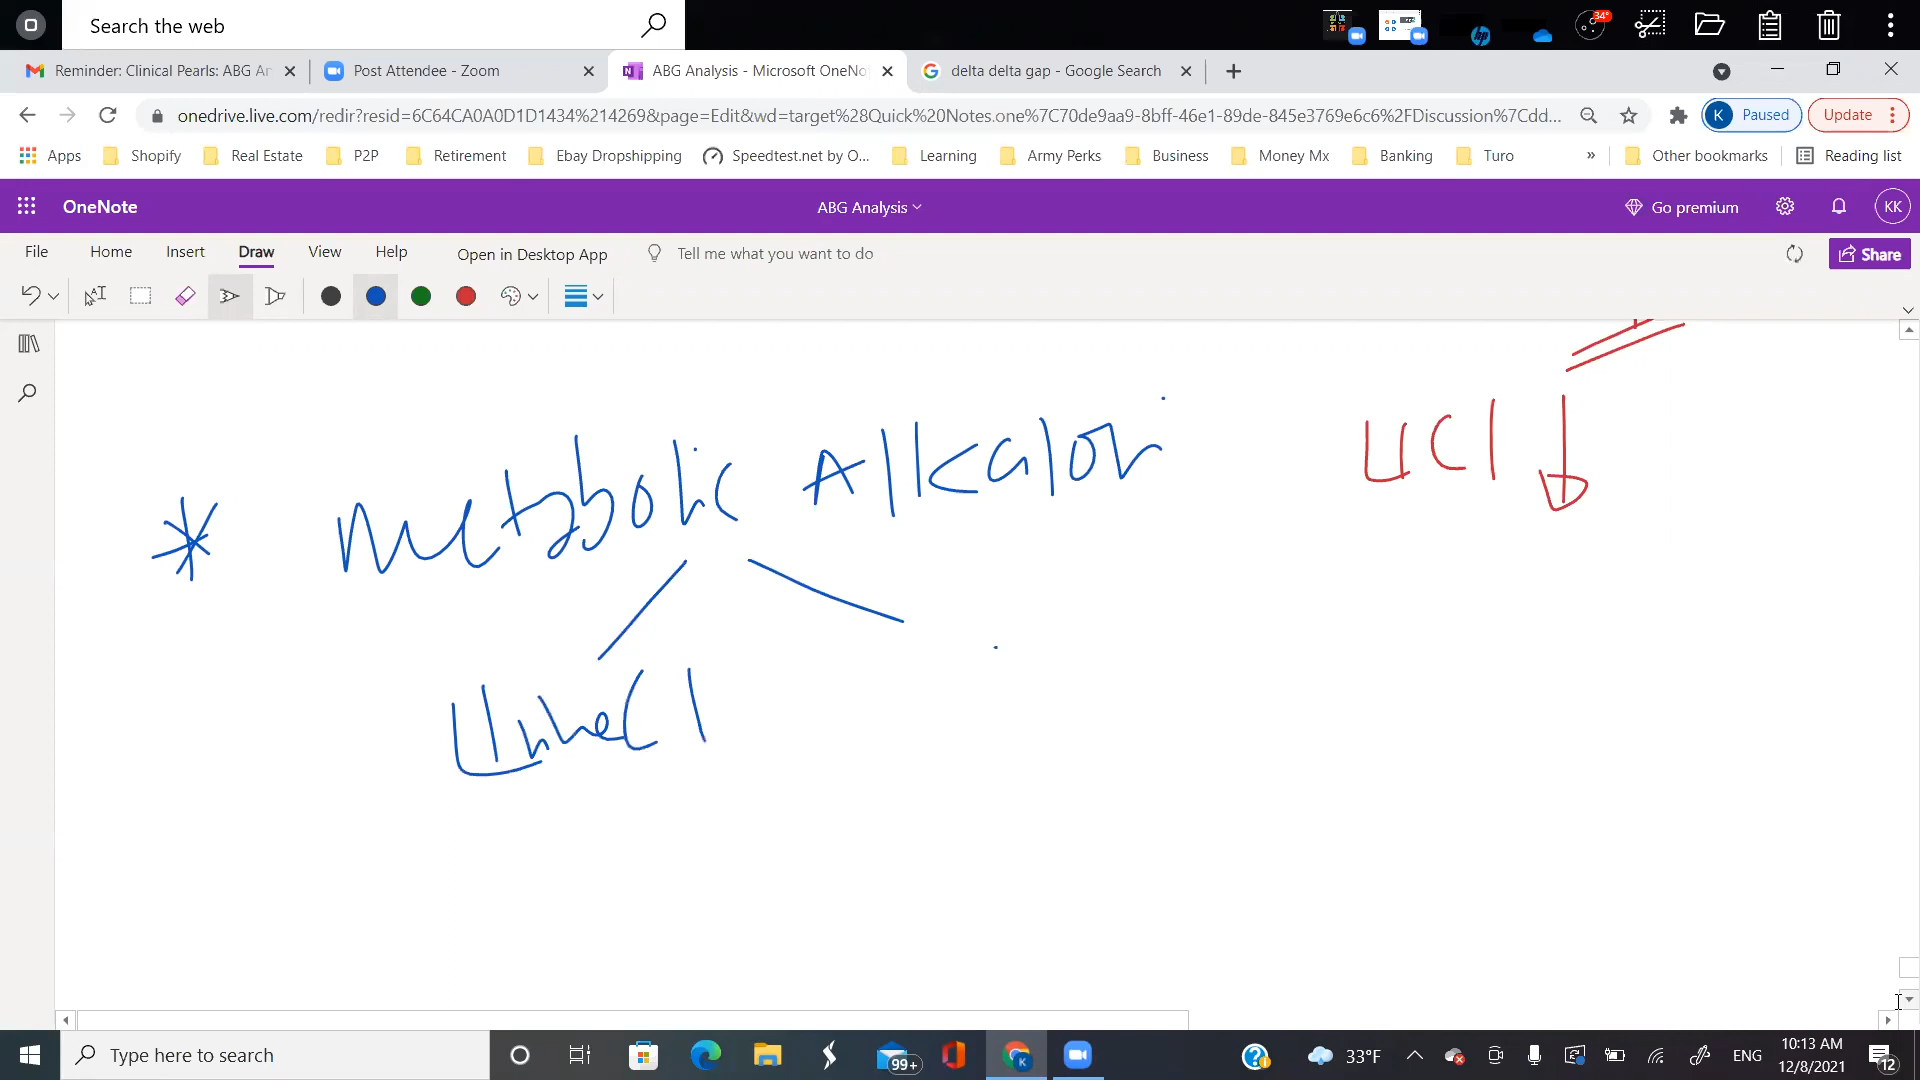 Search the web
34°
Reminder: Clinical Pearls: ABG An
Post Attendee - Zoom
ABG Analysis - Microsoft OneNo
delta delta gap - Google Search
onedrive.live.com/redir?resid=6C64CA0A0D1D1434%214269&page=Edit&wd=target%28Quick%20Notes.one%7C70de9aa9-8bff-46e1-89de-845e3769e6c6%2FDiscussion%7Cdd...
K Paused
Update
Apps Shopify Real Estate P2P Retirement Ebay Dropshipping Speedtest.net by O... Learning Army Perks Business Money Mx Banking Turo » Other bookmarks Reading list
OneNote
ABG Analysis
Go premium
KK
File Home Insert Draw View Help Open in Desktop App Tell me what you want to do
Share
UCl ↓
* Metabolic
Urine Cl
Type here to search
99+
33°F
ENG
10:13 AM
12/8/2021
12